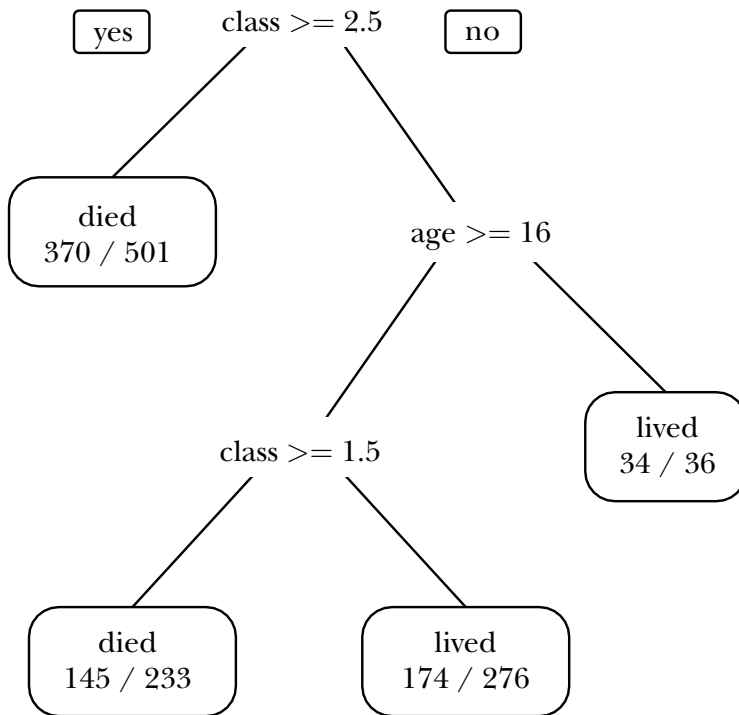 yes
class >= 2.5
no
died
370 / 501
age >= 16
lived
34 / 36
class >= 1.5
died
145 / 233
lived
174 / 276